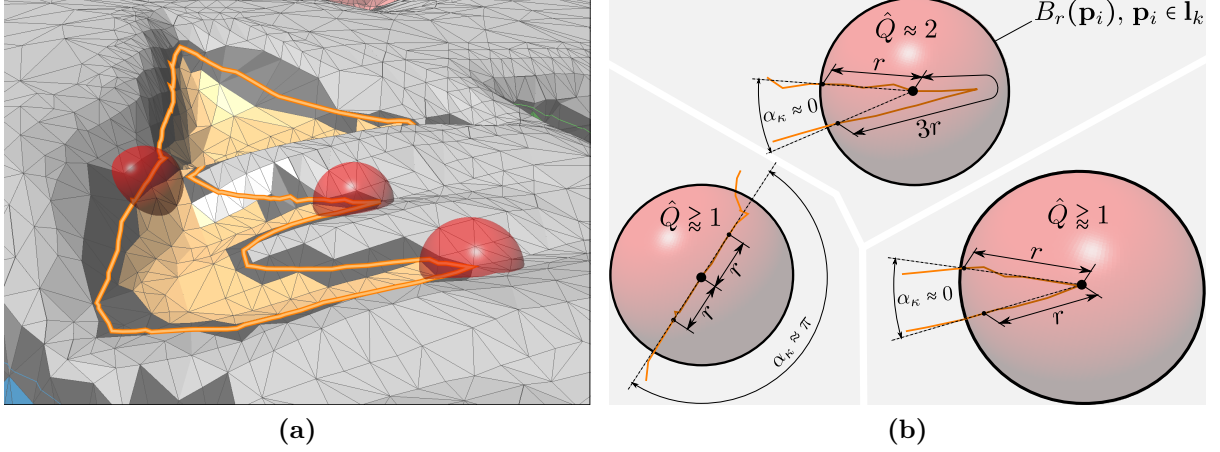 B_r(p_i), p_i ∈ l_k
Q̂ ≈ 2
r
α_κ ≈ 0
3r
Q̂ ⪆ 1
r
r
α_κ ≈ π
Q̂ ⪆ 1
r
α_κ ≈ 0
r
(a)
(b)